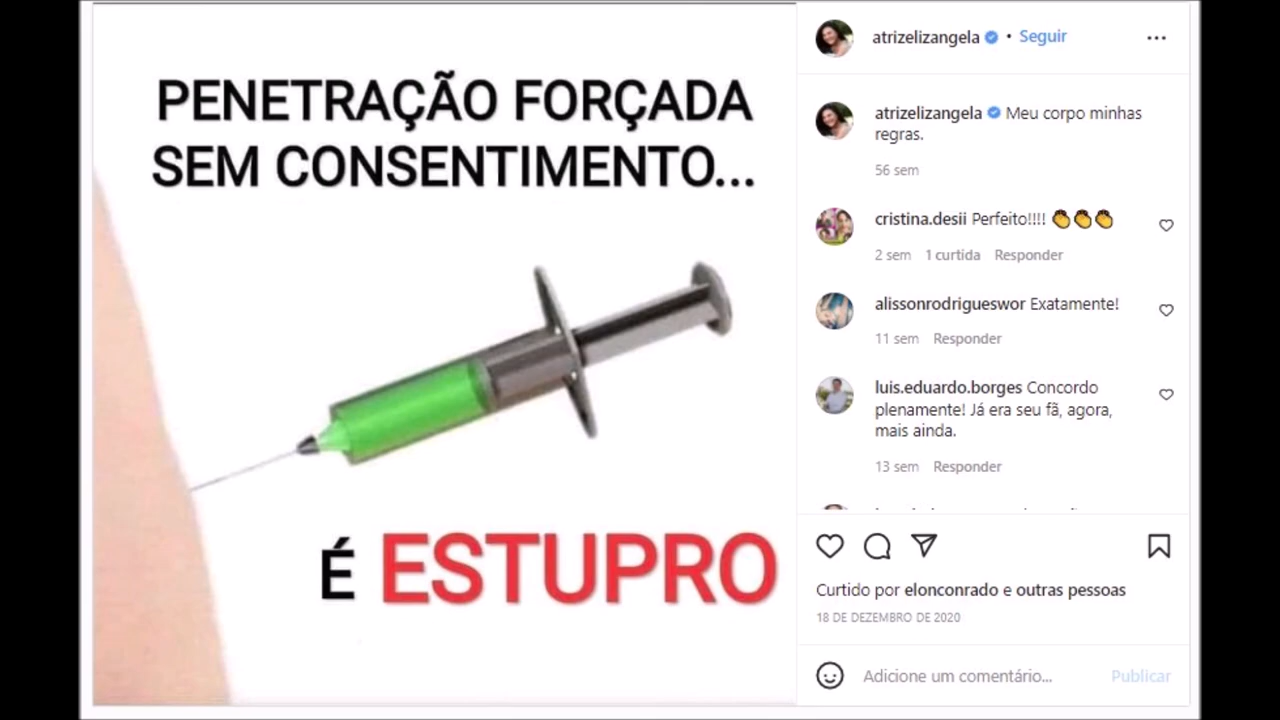 PENETRAÇÃO FORÇADA
SEM CONSENTIMENTO...
É ESTUPRO
atrizelizangela • Seguir
atrizelizangela Meu corpo minhas
regras.
56 sem
cristina.desii Perfeito!!!! 👏👏👏
2 sem 1 curtida Responder
alissonrodrigueswor Exatamente!
11 sem Responder
luis.eduardo.borges Concordo
plenamente! Já era seu fã, agora,
mais ainda.
13 sem Responder
Curtido por elonconrado e outras pessoas
18 DE DEZEMBRO DE 2020
Adicione um comentário... Publicar